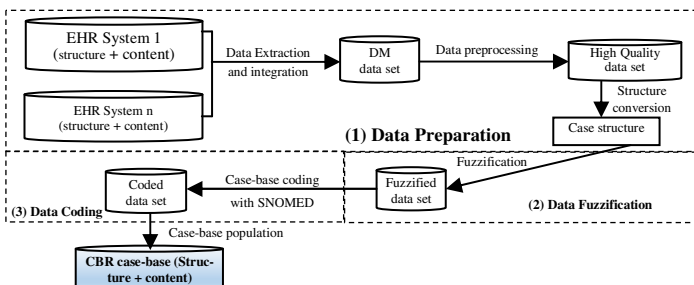 EHR System 1
(structure + content)
EHR System n
(structure + content)
Data Extraction
and integration
DM
data set
Data preprocessing
High Quality
data set
Structure
conversion
(1) Data Preparation
Case structure
Fuzzification
(2) Data Fuzzification
Fuzzified
data set
Case-base coding
with SNOMED
Coded
data set
(3) Data Coding
Case-base population
CBR case-base (Struc-
ture + content)